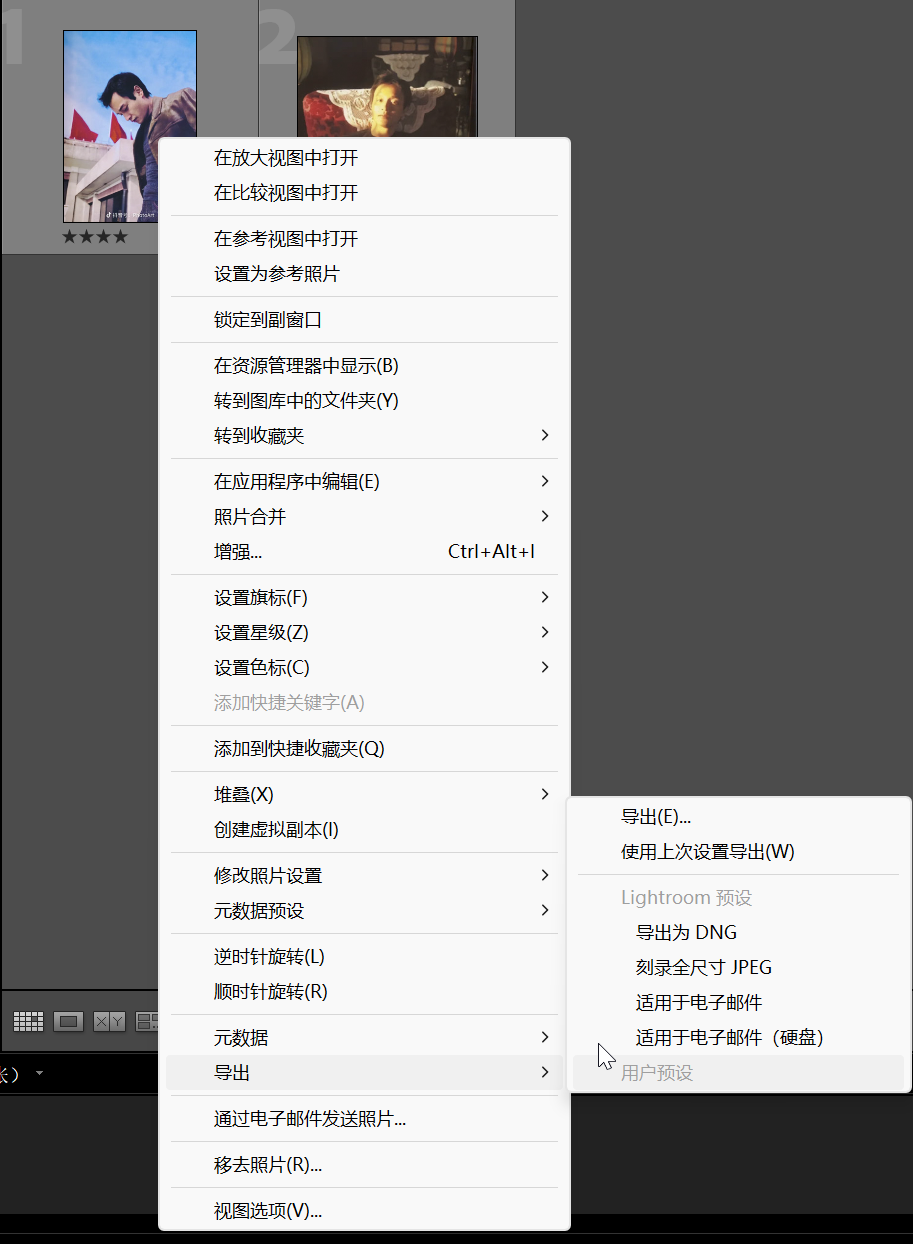 1
2
★★★★
在放大视图中打开
在比较视图中打开
在参考视图中打开
设置为参考照片
锁定到副窗口
在资源管理器中显示(B)
转到图库中的文件夹(Y)
转到收藏夹
在应用程序中编辑(E)
照片合并
增强... Ctrl+Alt+I
设置旗标(F)
设置星级(Z)
设置色标(C)
添加快捷关键字(A)
添加到快捷收藏夹(Q)
堆叠(X)
创建虚拟副本(I)
修改照片设置
元数据预设
逆时针旋转(L)
顺时针旋转(R)
元数据
导出
通过电子邮件发送照片...
移去照片(R)...
视图选项(V)...
导出(E)...
使用上次设置导出(W)
Lightroom 预设
导出为 DNG
刻录全尺寸 JPEG
适用于电子邮件
适用于电子邮件（硬盘）
用户预设
XY